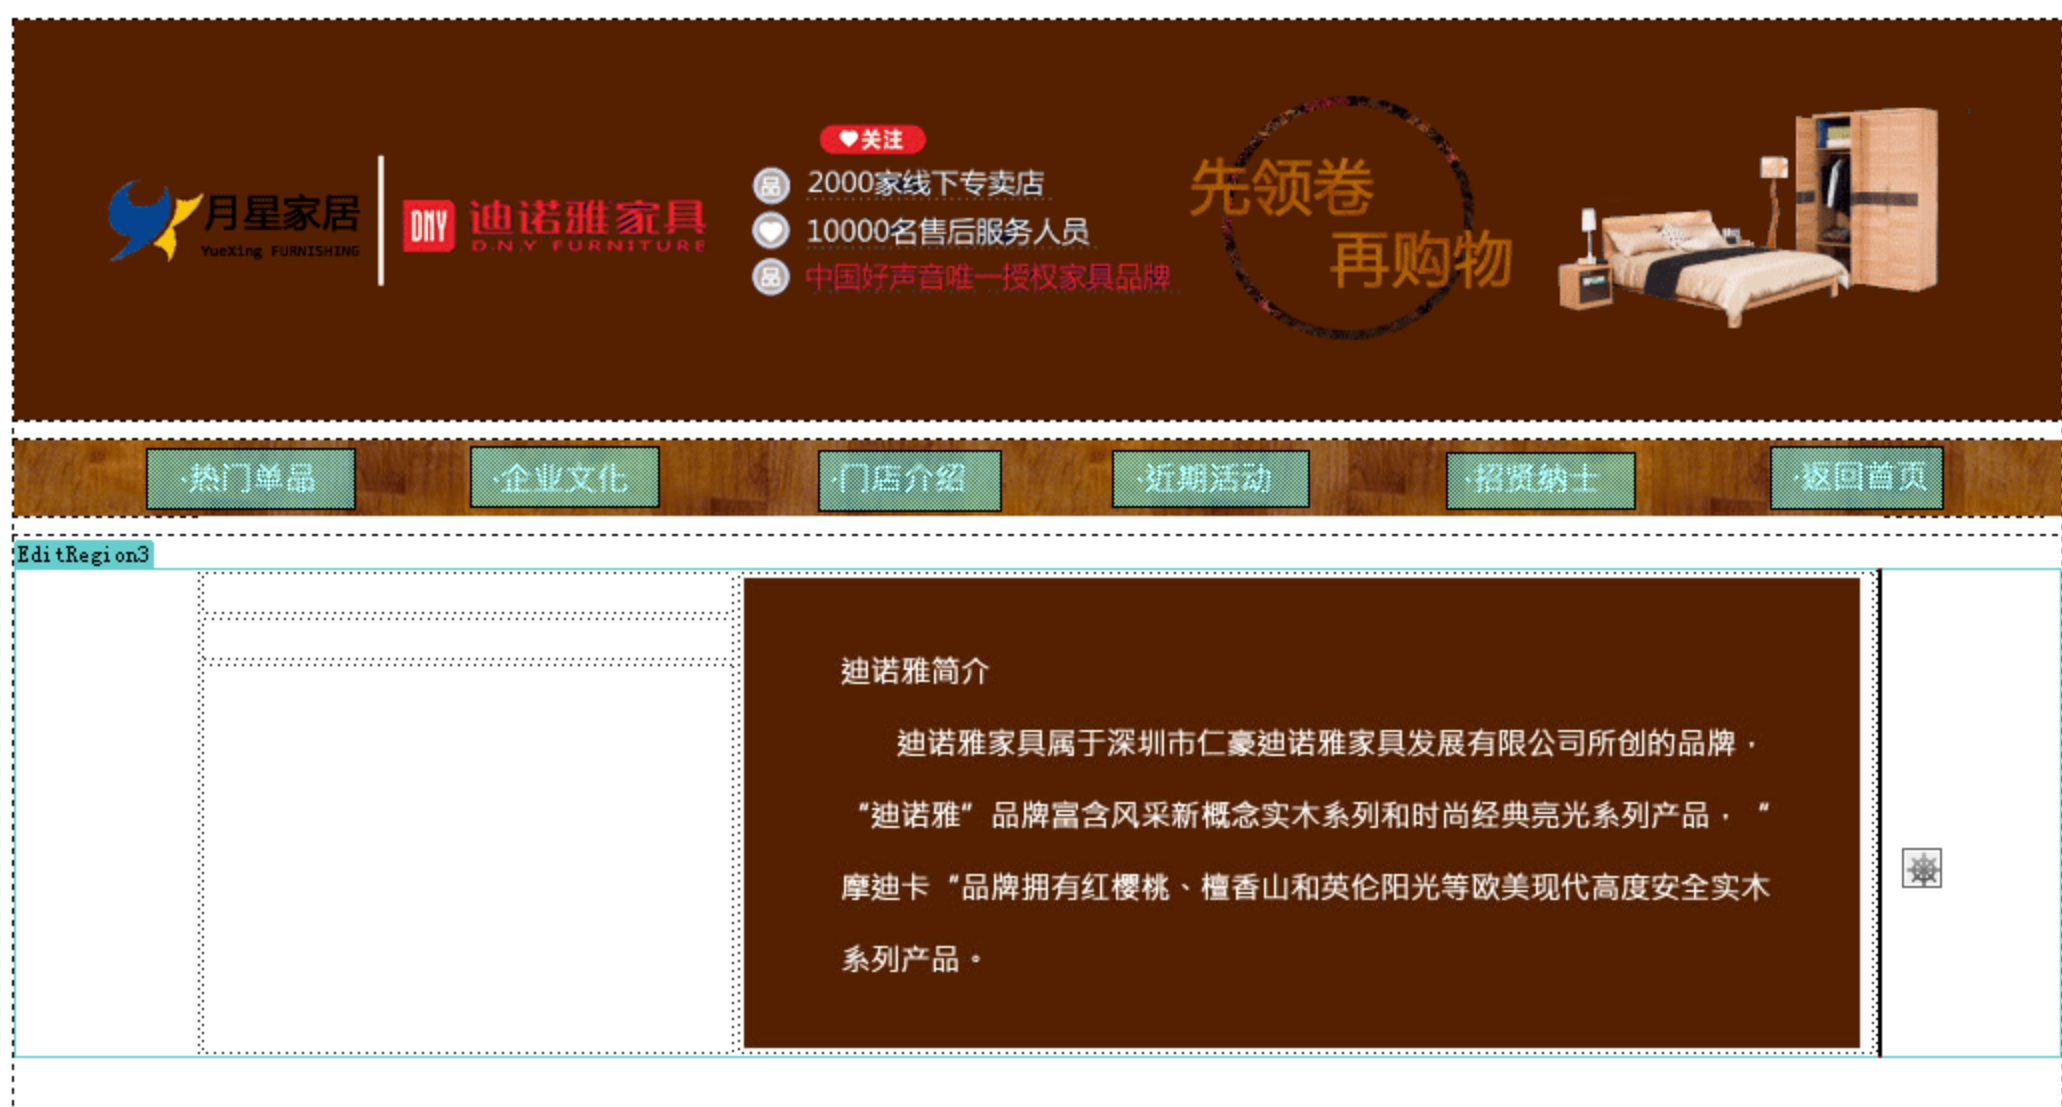 关注
月星家居
YueXing FURNISHING
DNY 迪诺雅家具
D.N.Y FURNITURE
2000家线下专卖店
10000名售后服务人员
中国好声音唯一授权家具品牌
先领卷
再购物
·热门单品 ·企业文化 ·门店介绍 ·近期活动 ·招贤纳士 ·返回首页
EditRegion3
迪诺雅简介
迪诺雅家具属于深圳市仁豪迪诺雅家具发展有限公司所创的品牌，
“迪诺雅”品牌富含风采新概念实木系列和时尚经典亮光系列产品，“
摩迪卡“品牌拥有红樱桃、檀香山和英伦阳光等欧美现代高度安全实木
系列产品。